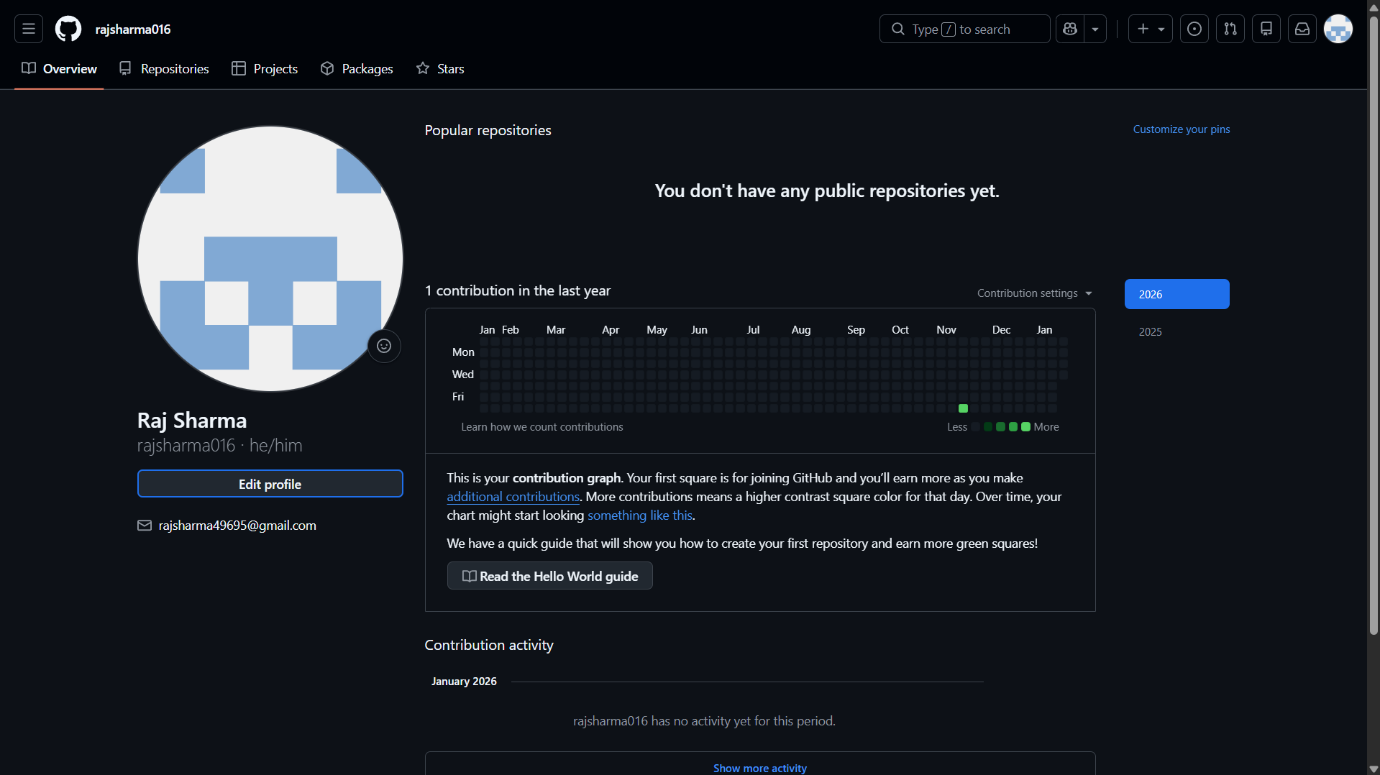 rajsharma016
Type / to search
Overview
Repositories
Projects
Packages
Stars
Raj Sharma
rajsharma016 · he/him
Edit profile
rajsharma49695@gmail.com
Popular repositories
Customize your pins
You don't have any public repositories yet.
1 contribution in the last year
Contribution settings
2026
2025
Jan Feb Mar Apr May Jun Jul Aug Sep Oct Nov Dec Jan
Mon
Wed
Fri
Learn how we count contributions
Less
More
This is your contribution graph. Your first square is for joining GitHub and you’ll earn more as you make
additional contributions. More contributions means a higher contrast square color for that day. Over time, your
chart might start looking something like this.
We have a quick guide that will show you how to create your first repository and earn more green squares!
Read the Hello World guide
Contribution activity
January 2026
rajsharma016 has no activity yet for this period.
Show more activity